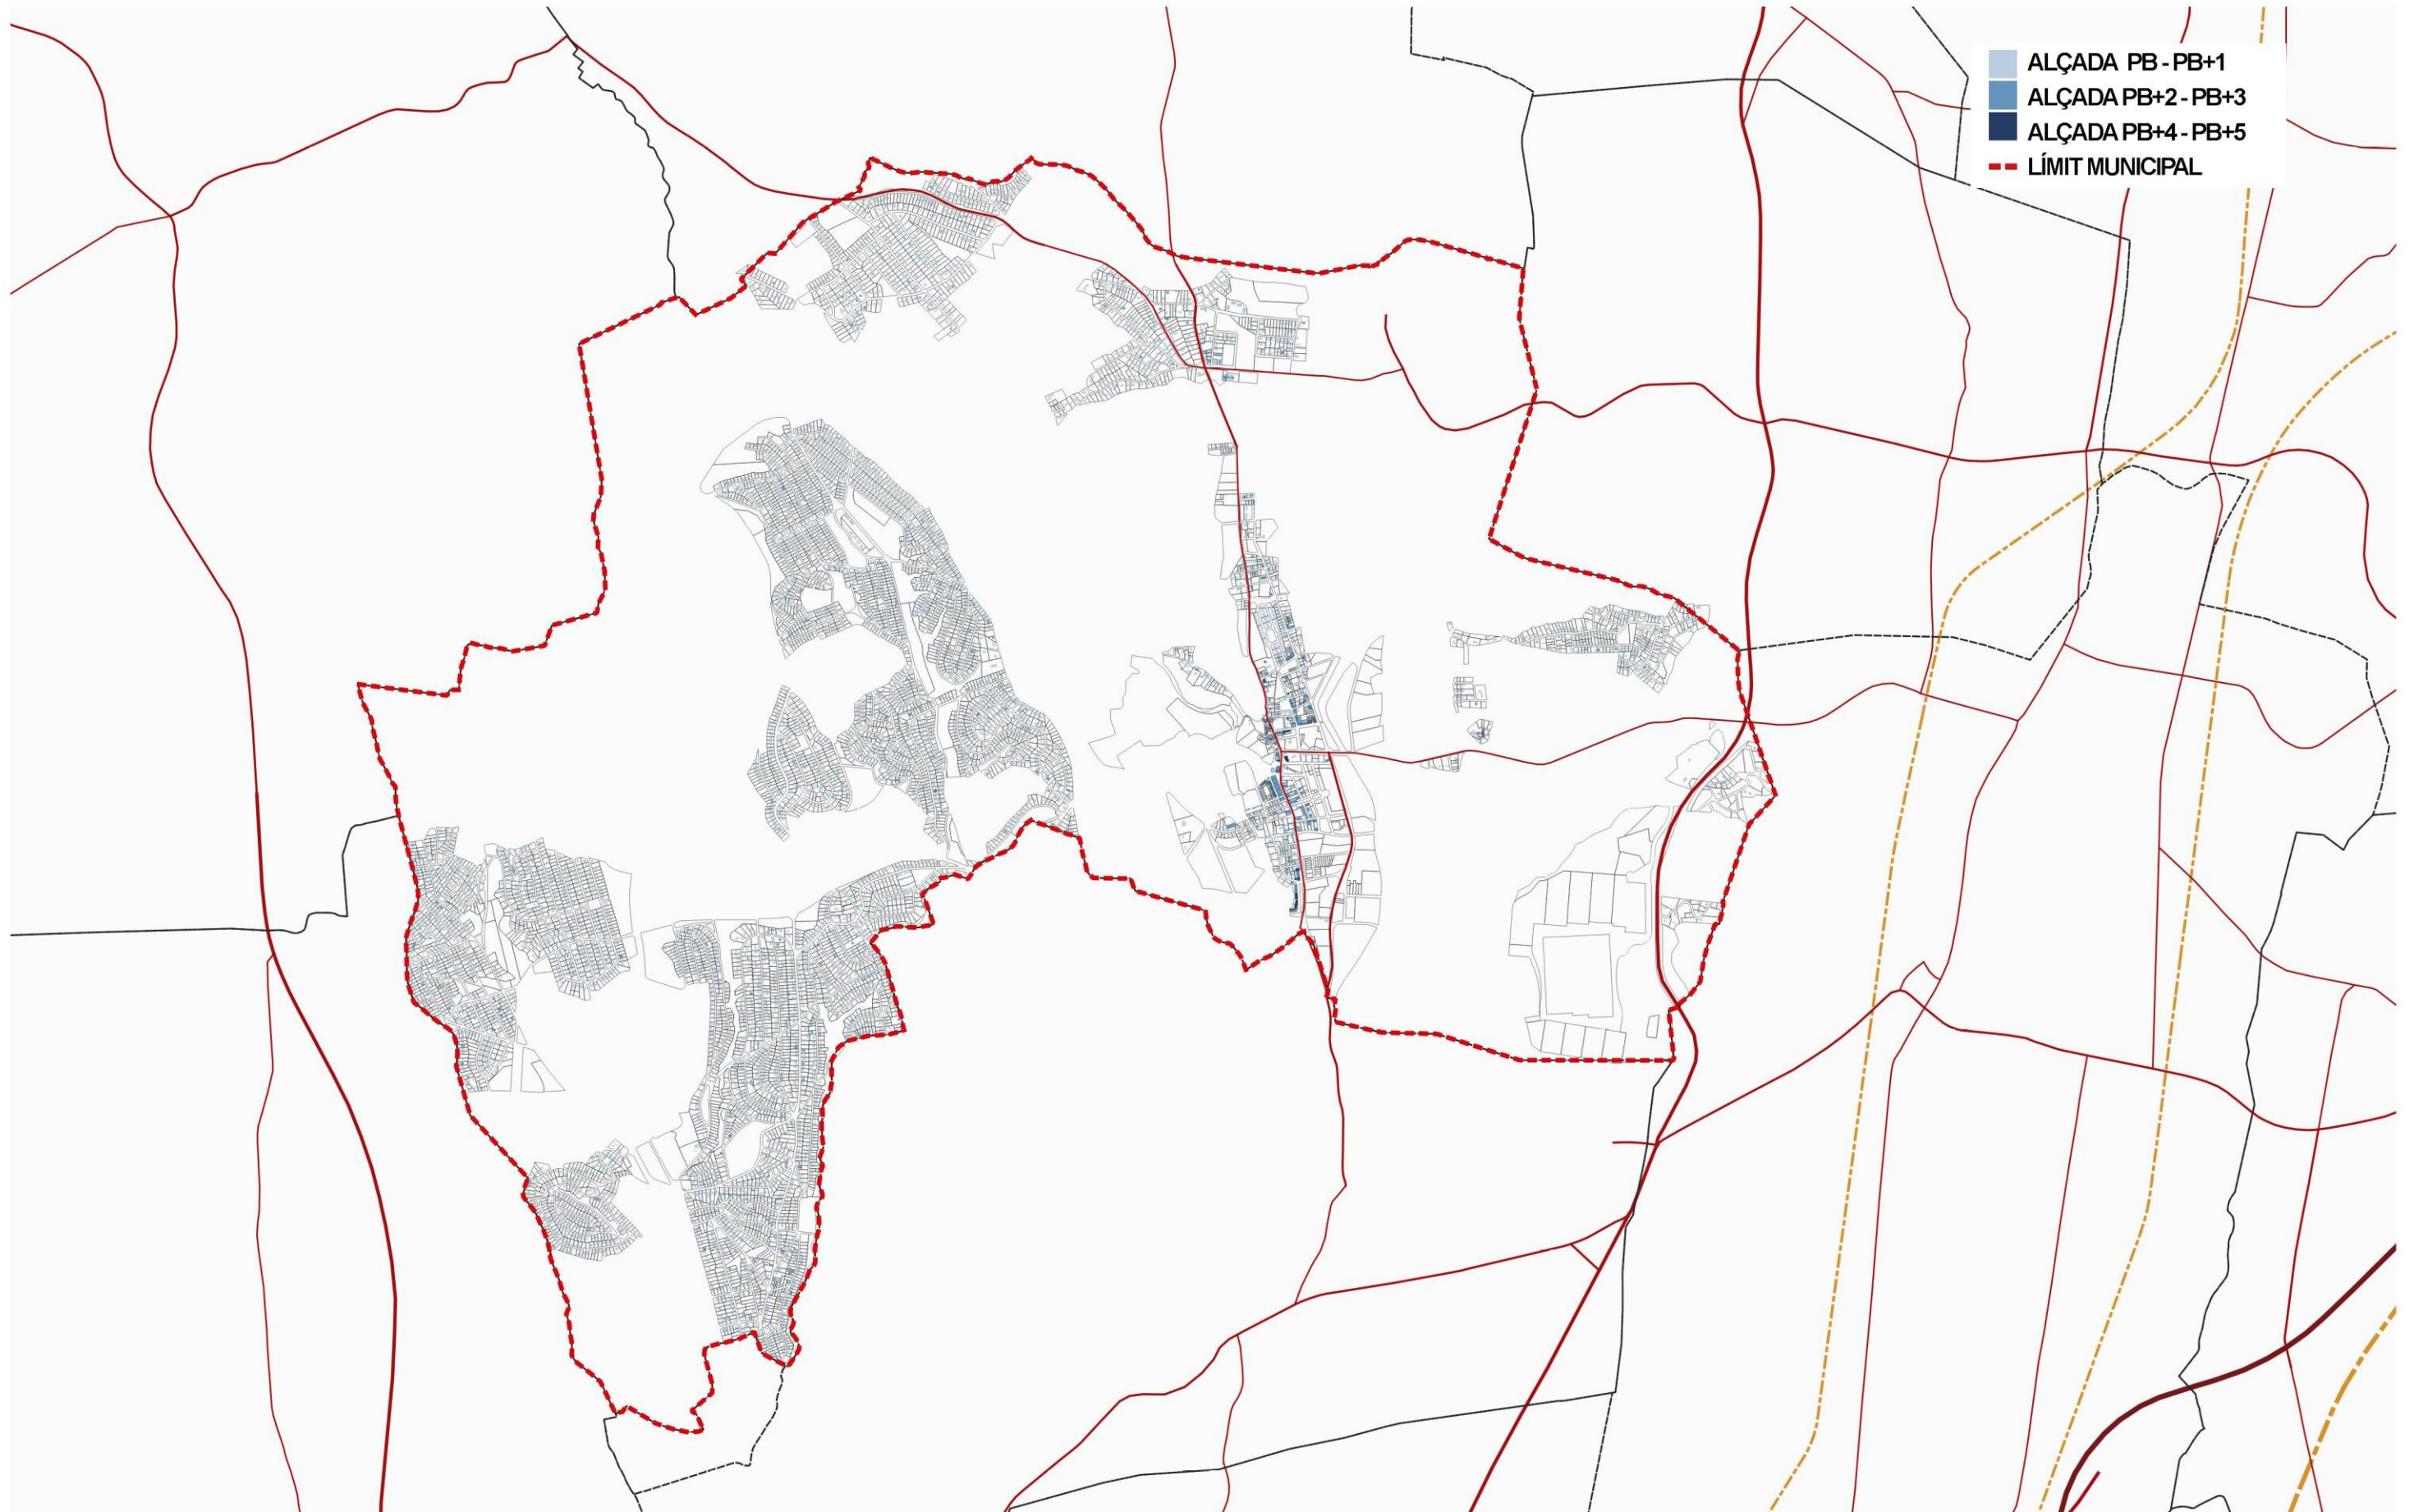 ALÇADA PB - PB+1
ALÇADA PB+2 - PB+3
ALÇADA PB+4 - PB+5
LÍMIT MUNICIPAL